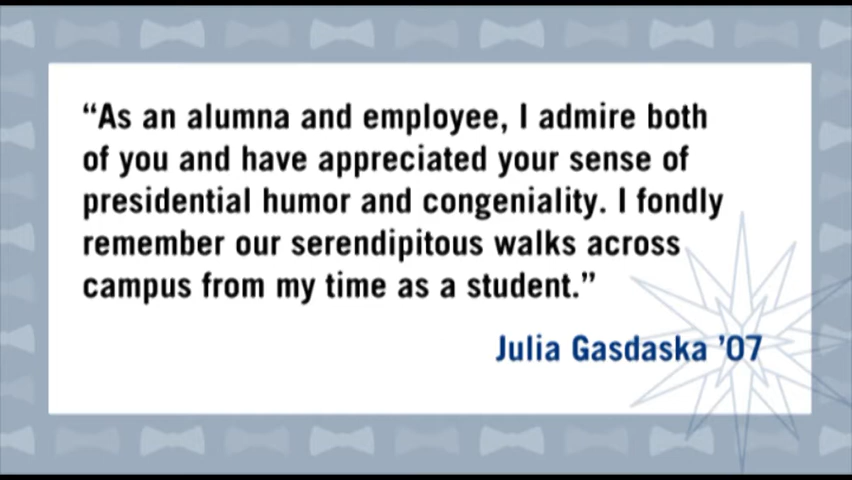 “As an alumna and employee, I admire both
of you and have appreciated your sense of
presidential humor and congeniality. I fondly
remember our serendipitous walks across
campus from my time as a student.”
Julia Gasdaska ’07